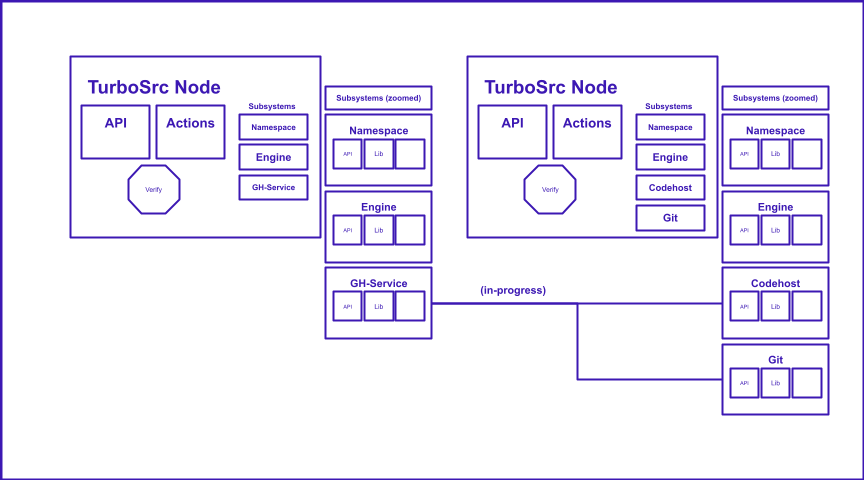 TurboSrc Node
API
Actions
Verify
Subsystems
Namespace
Engine
GH-Service
Subsystems (zoomed)
Namespace
API
Lib
Engine
API
Lib
GH-Service
API
Lib
(in-progress)
TurboSrc Node
API
Actions
Verify
Subsystems
Namespace
Engine
Codehost
Git
Subsystems (zoomed)
Namespace
API
Lib
Engine
API
Lib
Codehost
API
Lib
Git
API
Lib